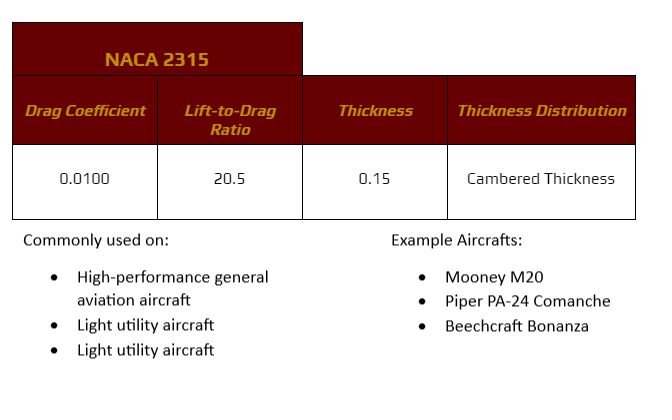 NACA 2315
Drag Coefficient
Lift-to-Drag
Ratio
Thickness
Thickness Distribution
0.0100
20.5
0.15
Cambered Thickness
Commonly used on:
• High-performance general
aviation aircraft
• Light utility aircraft
• Light utility aircraft
Example Aircrafts:
• Mooney M20
• Piper PA-24 Comanche
• Beechcraft Bonanza